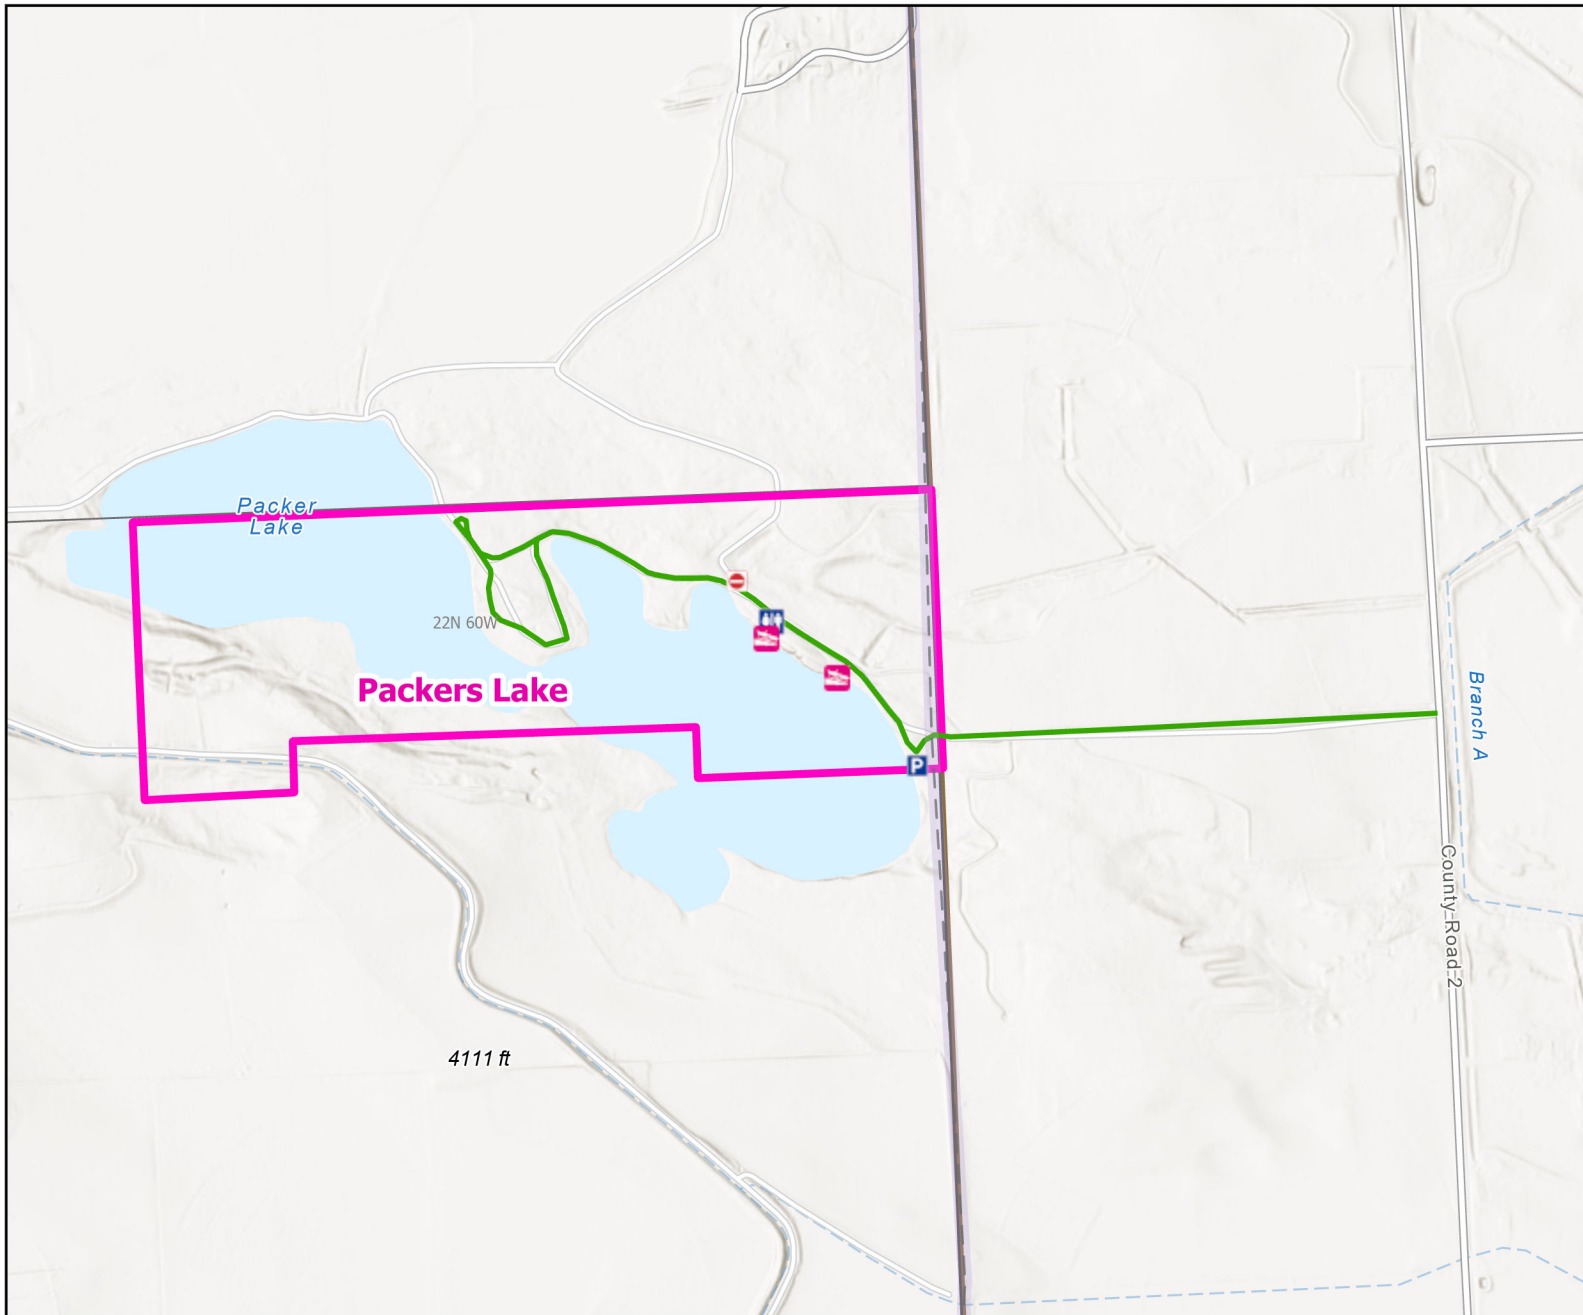 Packer
Lake
22N 60W
Packers Lake
P
Branch A
County Road 2
4111 ft